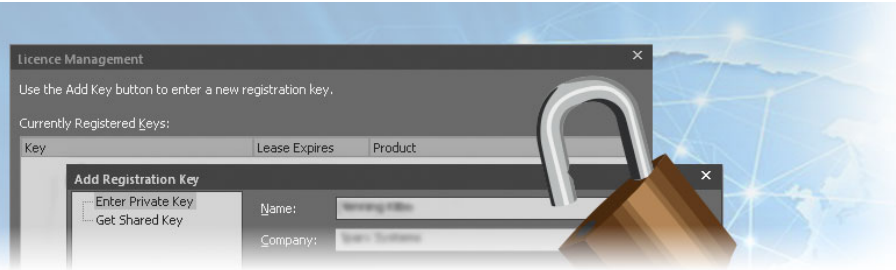 Licence Management
Use the Add Key button to enter a new registration key.
Currently Registered Keys:
Key Lease Expires Product
Add Registration Key
Enter Private Key
Get Shared Key
Name:
Company: